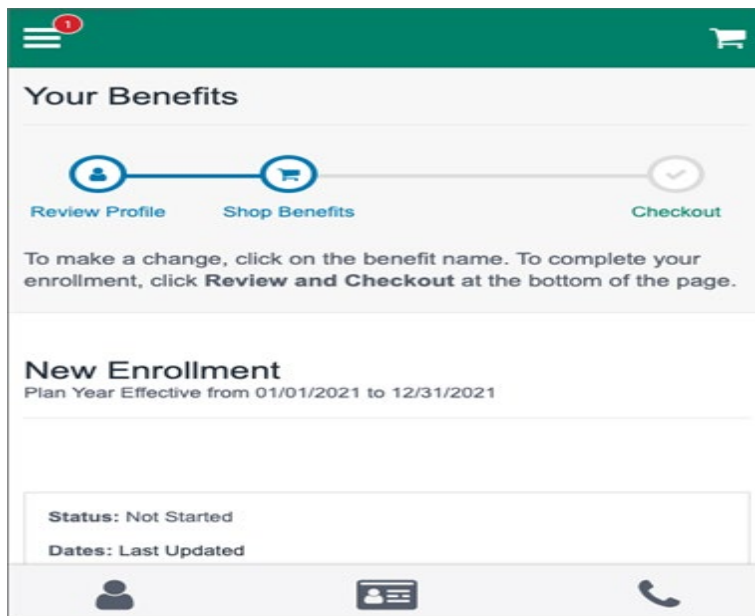 1
Your Benefits
Review Profile Shop Benefits Checkout
To make a change, click on the benefit name. To complete your
enrollment, click Review and Checkout at the bottom of the page.
New Enrollment
Plan Year Effective from 01/01/2021 to 12/31/2021
Status: Not Started
Dates: Last Updated